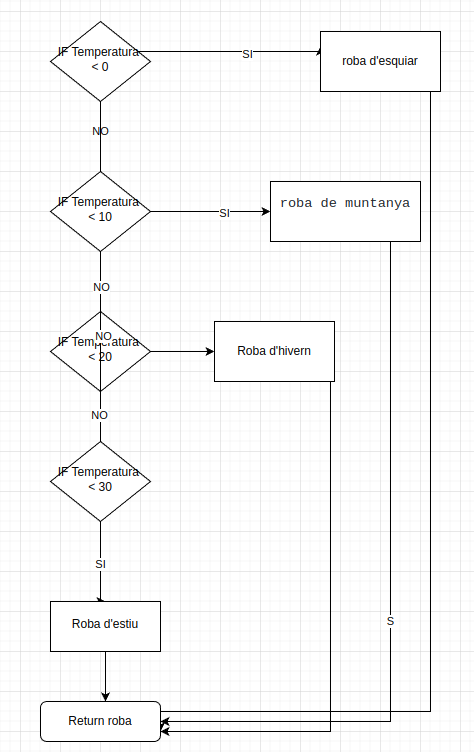 IF Temperatura
< 0
SI
roba d'esquiar
NO
IF Temperatura
< 10
SI
roba de muntanya
NO
NO
IF Temperatura
< 20
Roba d'hivern
NO
IF Temperatura
< 30
SI
Roba d'estiu
S
Return roba